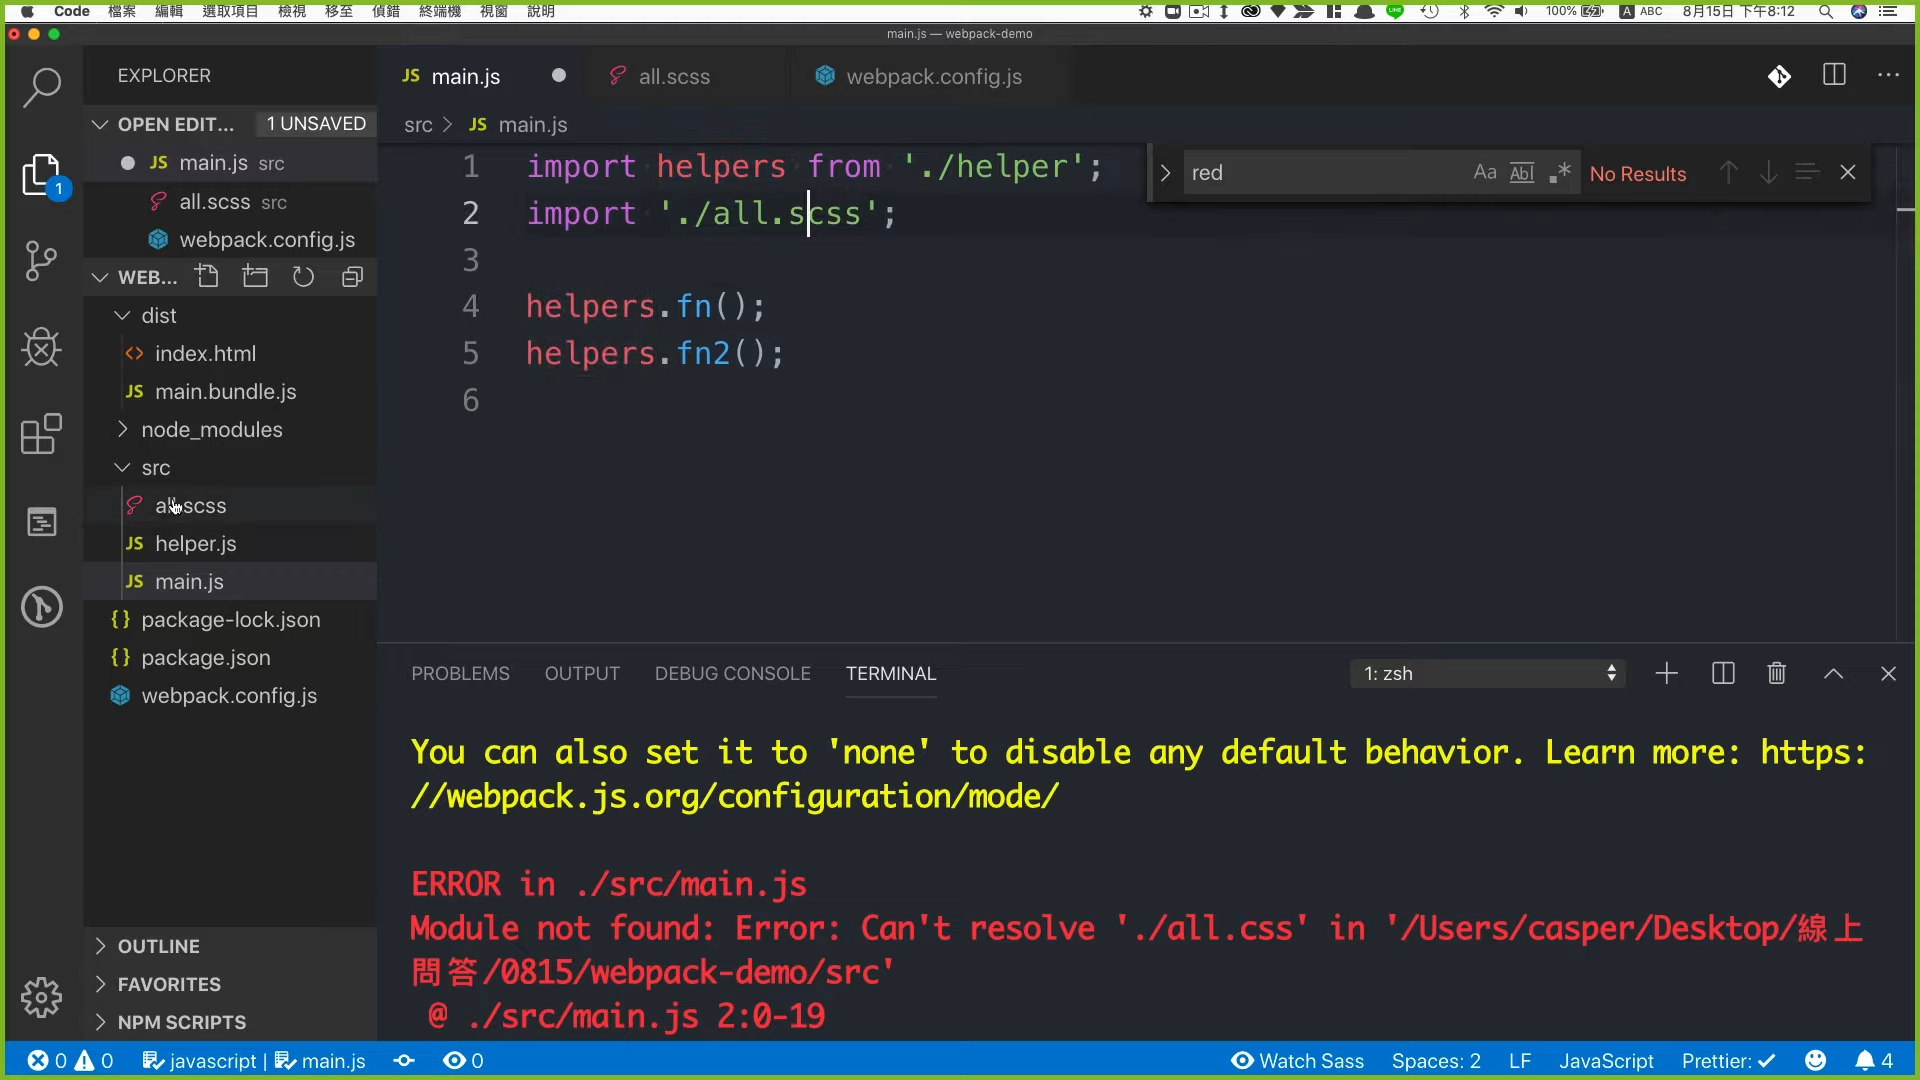 Code 檔案 編輯 選取項目 檢視 移至 偵錯 終端機 視窗 說明 100% A ABC 8月15日 下午8:12
main.js — webpack-demo
EXPLORER
OPEN EDIT... 1 UNSAVED
JS main.js src
all.scss src
webpack.config.js
WEB...
dist
index.html
JS main.bundle.js
node_modules
src
all.scss
JS helper.js
JS main.js
{} package-lock.json
{} package.json
webpack.config.js
OUTLINE
FAVORITES
NPM SCRIPTS
1
JS main.js all.scss webpack.config.js
src > JS main.js
red Aa Abl .* No Results
1 import helpers from './helper';
2 import './all.scss';
3
4 helpers.fn();
5 helpers.fn2();
6
PROBLEMS OUTPUT DEBUG CONSOLE TERMINAL 1: zsh
You can also set it to 'none' to disable any default behavior. Learn more: https:
//webpack.js.org/configuration/mode/
ERROR in ./src/main.js
Module not found: Error: Can't resolve './all.css' in '/Users/casper/Desktop/線上
問答/0815/webpack-demo/src'
@ ./src/main.js 2:0-19
0 0 javascript | main.js 0 Watch Sass Spaces: 2 LF JavaScript Prettier: ✓ 4